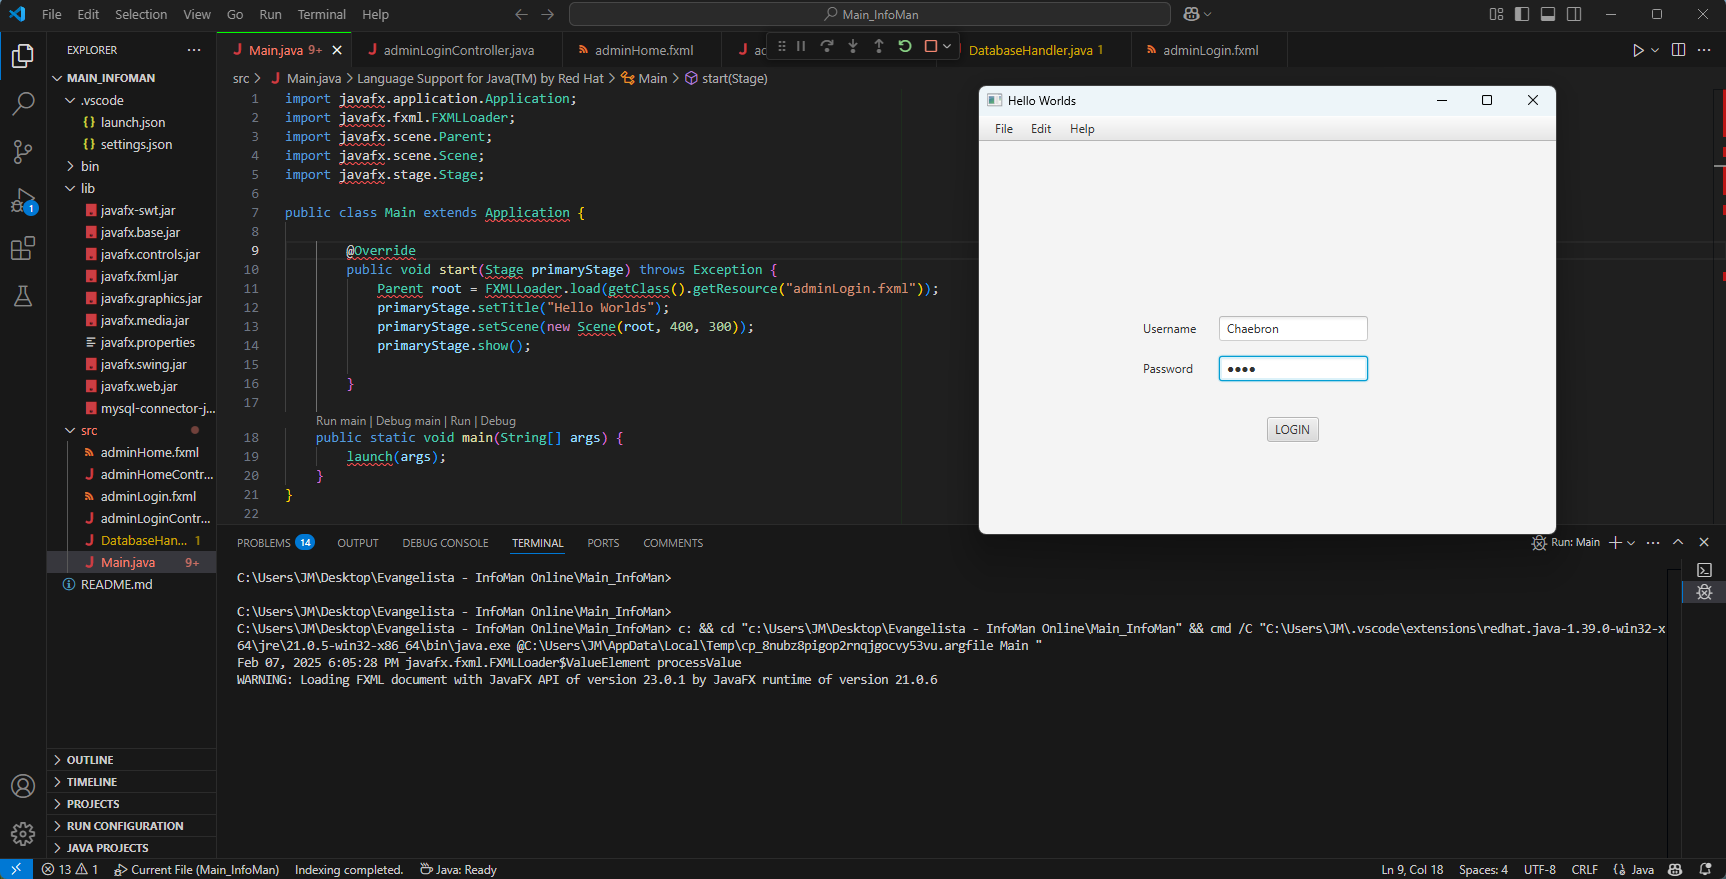 File Edit Selection View Go Run Terminal Help
Main_InfoMan
EXPLORER
MAIN_INFOMAN
.vscode
{} launch.json
{} settings.json
bin
lib
javafx-swt.jar
javafx.base.jar
javafx.controls.jar
javafx.fxml.jar
javafx.graphics.jar
javafx.media.jar
javafx.properties
javafx.swing.jar
javafx.web.jar
mysql-connector-j...
src
adminHome.fxml
J adminHomeContr...
adminLogin.fxml
J adminLoginContr...
J DatabaseHan... 1
J Main.java 9+
README.md
OUTLINE
TIMELINE
PROJECTS
RUN CONFIGURATION
JAVA PROJECTS
1
J Main.java 9+
J adminLoginController.java
adminHome.fxml
J ac
DatabaseHandler.java 1
adminLogin.fxml
src > J Main.java > Language Support for Java(TM) by Red Hat > Main > start(Stage)
1 import javafx.application.Application;
2 import javafx.fxml.FXMLLoader;
3 import javafx.scene.Parent;
4 import javafx.scene.Scene;
5 import javafx.stage.Stage;
6
7 public class Main extends Application {
8
9 @Override
10 public void start(Stage primaryStage) throws Exception {
11 Parent root = FXMLLoader.load(getClass().getResource("adminLogin.fxml"));
12 primaryStage.setTitle("Hello Worlds");
13 primaryStage.setScene(new Scene(root, 400, 300));
14 primaryStage.show();
15
16 }
17
Run main | Debug main | Run | Debug
18 public static void main(String[] args) {
19 launch(args);
20 }
21 }
22
Hello Worlds
File Edit Help
Username Chaebron
Password ••••
LOGIN
PROBLEMS 14 OUTPUT DEBUG CONSOLE TERMINAL PORTS COMMENTS
Run: Main
C:\Users\JM\Desktop\Evangelista - InfoMan Online\Main_InfoMan>
C:\Users\JM\Desktop\Evangelista - InfoMan Online\Main_InfoMan>
C:\Users\JM\Desktop\Evangelista - InfoMan Online\Main_InfoMan> c: && cd "c:\Users\JM\Desktop\Evangelista - InfoMan Online\Main_InfoMan" && cmd /C "C:\Users\JM\.vscode\extensions\redhat.java-1.39.0-win32-x
64\jre\21.0.5-win32-x86_64\bin\java.exe @C:\Users\JM\AppData\Local\Temp\cp_8nubz8pigop2rnqjgocvy53vu.argfile Main "
Feb 07, 2025 6:05:28 PM javafx.fxml.FXMLLoader$ValueElement processValue
WARNING: Loading FXML document with JavaFX API of version 23.0.1 by JavaFX runtime of version 21.0.6
13 1 Current File (Main_InfoMan) Indexing completed. Java: Ready
Ln 9, Col 18 Spaces: 4 UTF-8 CRLF {} Java